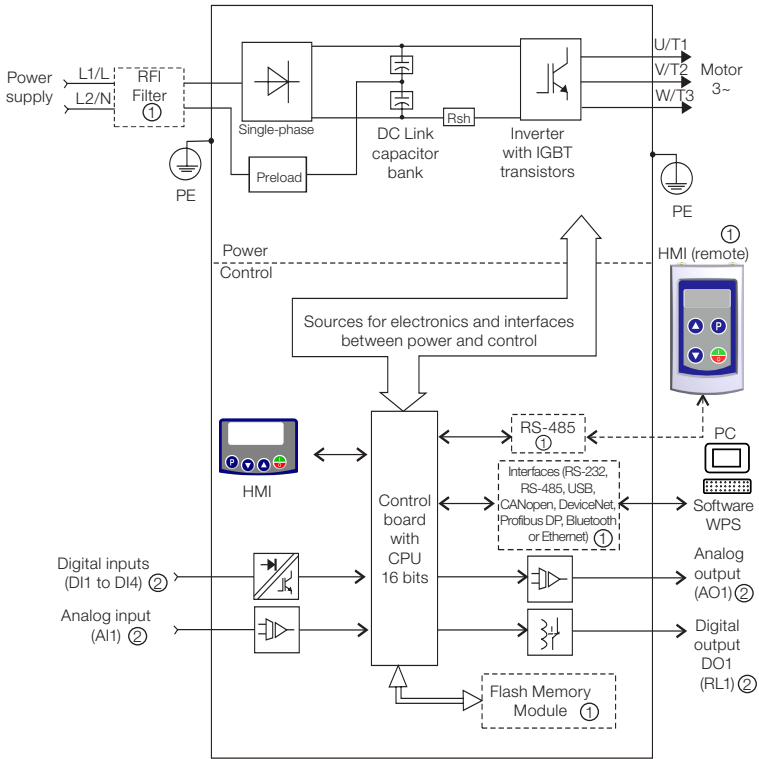 Power
supply
L1/L
L2/N
RFI
Filter
①
PE
Single-phase
Preload
DC Link
capacitor
bank
Rsh
Inverter
with IGBT
transistors
U/T1
V/T2
W/T3
Motor
3~
PE
Power
Control
Sources for electronics and interfaces
between power and control
①
HMI (remote)
P
I
0
HMI
P
I
0
Control
board
with
CPU
16 bits
RS-485
①
Interfaces (RS-232,
RS-485, USB,
CANopen, DeviceNet,
Profibus DP, Bluetooth
or Ethernet) ①
PC
Software
WPS
Digital inputs
(DI1 to DI4) ②
Analog input
(AI1) ②
Analog
output
(AO1) ②
Digital
output
DO1
(RL1) ②
Flash Memory
Module ①